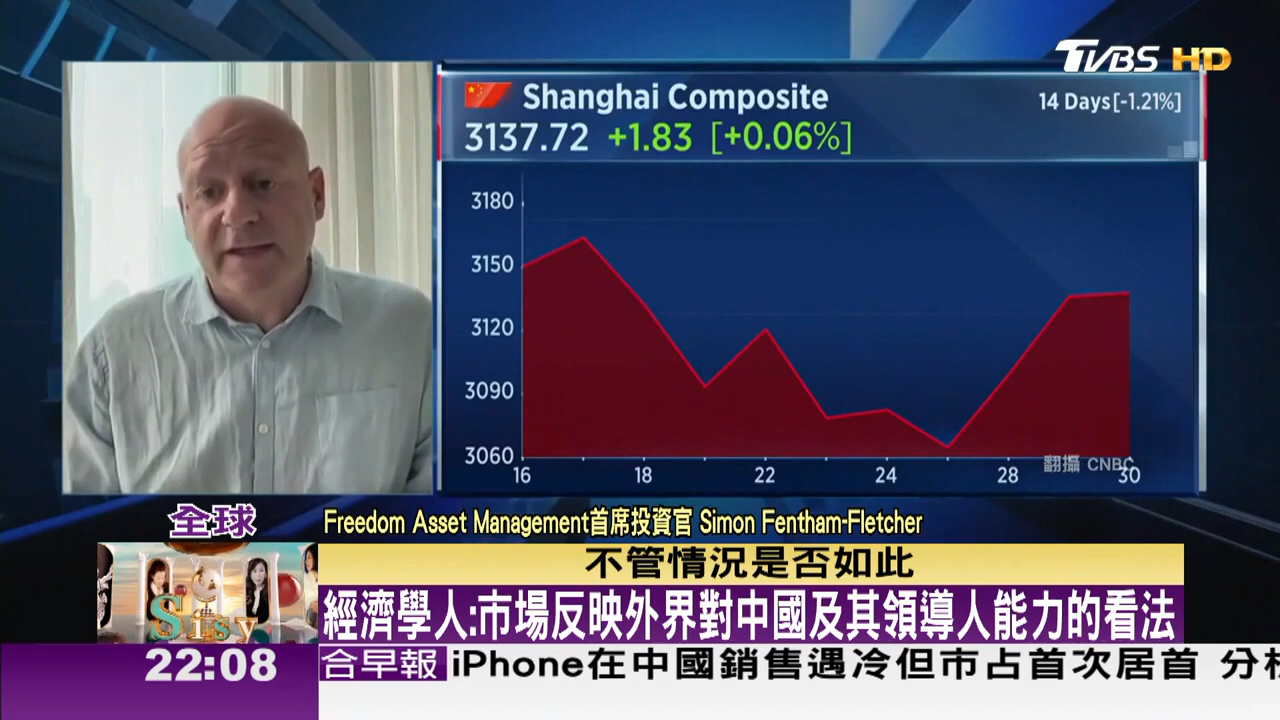 TVBS HD
Shanghai Composite
14 Days[-1.21%]
3137.72 +1.83 [+0.06%]
3180
3150
3120
3090
3060
16 18 20 22 24 26 28 30
翻攝 CNBC
全球
Freedom Asset Management首席投資官 Simon Fentham-Fletcher
不管情況是否如此
Sisy
經濟學人:市場反映外界對中國及其領導人能力的看法
22:08
合早報 iPhone在中國銷售遇冷但市占首次居首 分